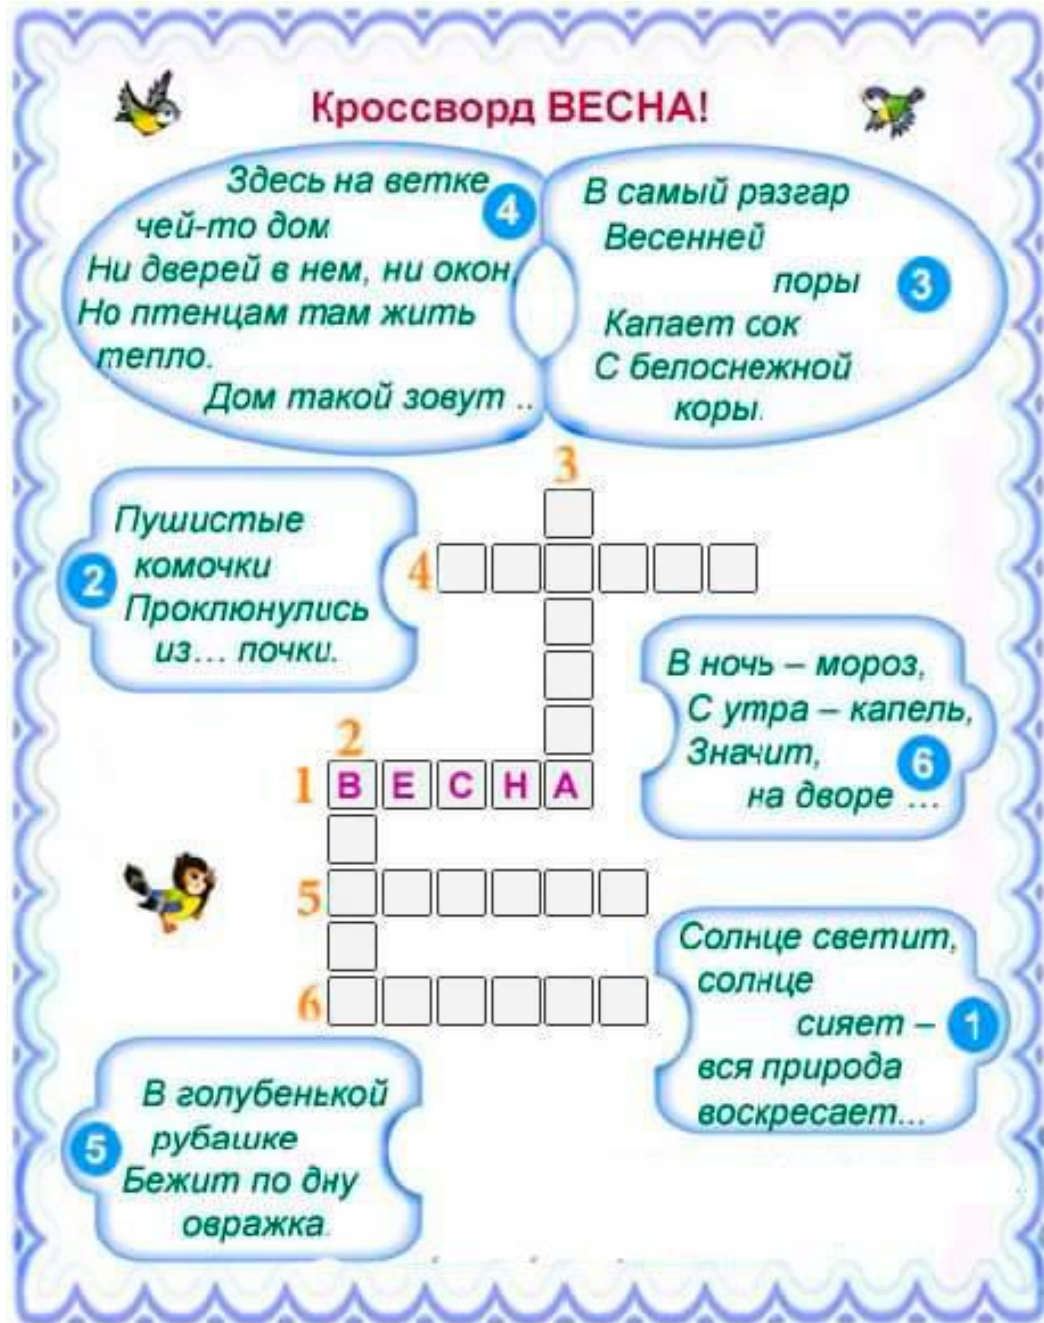 Кроссворд ВЕСНА!
Здесь на ветке
4
чей-то дом
Ни дверей в нем, ни окон,
Но птенцам там жить
тепло.
Дом такой зовут ..
В самый разгар
Весенней
поры
3
Капает сок
С белоснежной
коры.
3
Пушистые
2
комочки
Проклюнулись
из... почки.
4
В ночь – мороз,
С утра – капель,
Значит,
6
на дворе ...
2
1 В Е С Н А
5
6
Солнце светит,
солнце
сияет –
1
вся природа
воскресает...
В голубенькой
5
рубашке
Бежит по дну
овражка.